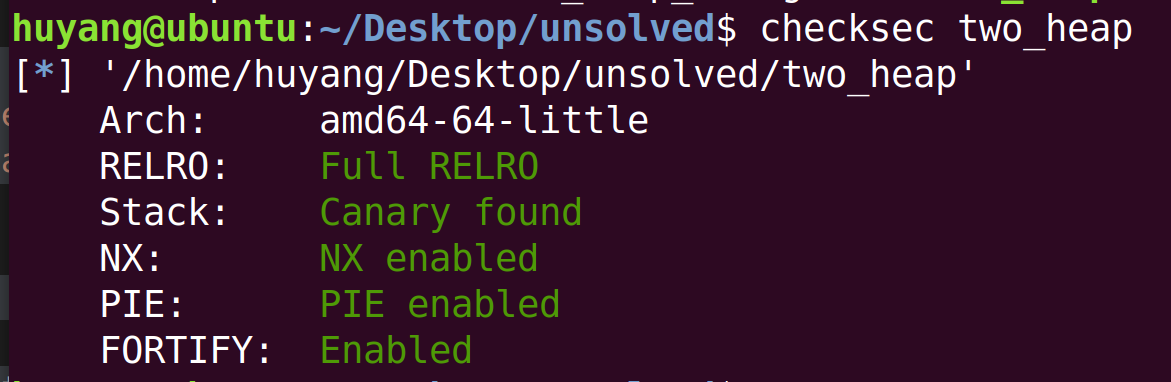 huyang@ubuntu:~/Desktop/unsolved$ checksec two_heap
[*] '/home/huyang/Desktop/unsolved/two_heap'
Arch: amd64-64-little
RELRO: Full RELRO
Stack: Canary found
NX: NX enabled
PIE: PIE enabled
FORTIFY: Enabled